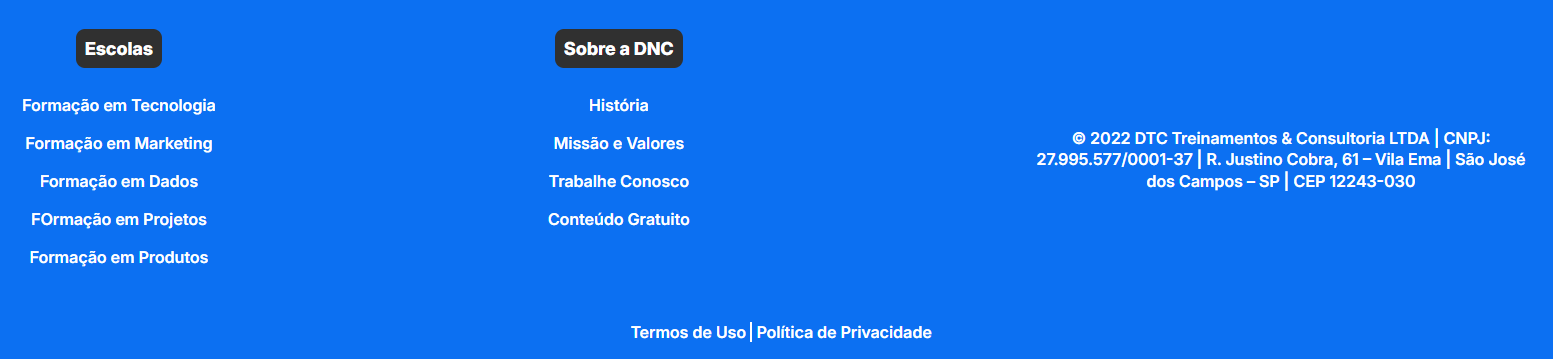 Escolas
Formação em Tecnologia
Formação em Marketing
Formação em Dados
FOrmação em Projetos
Formação em Produtos
Sobre a DNC
História
Missão e Valores
Trabalhe Conosco
Conteúdo Gratuito
© 2022 DTC Treinamentos & Consultoria LTDA | CNPJ:
27.995.577/0001-37 | R. Justino Cobra, 61 – Vila Ema | São José
dos Campos – SP | CEP 12243-030
Termos de Uso | Política de Privacidade